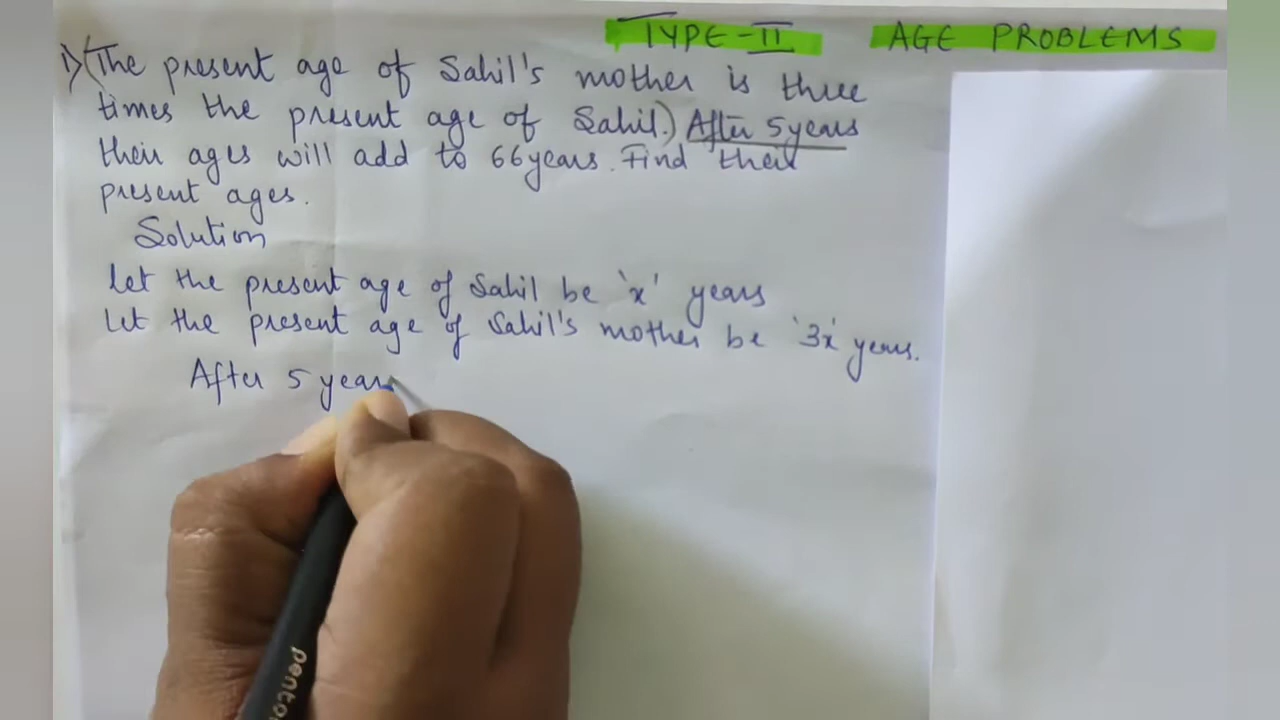 TYPE-II AGE PROBLEMS
1) (The present age of Sahil's mother is three
times the present age of Sahil.) After 5 years
their ages will add to 66 years. Find their
present ages.
Solution
Let the present age of Sahil be 'x' years
Let the present age of Sahil's mother be '3x' years.
After 5 year
pento